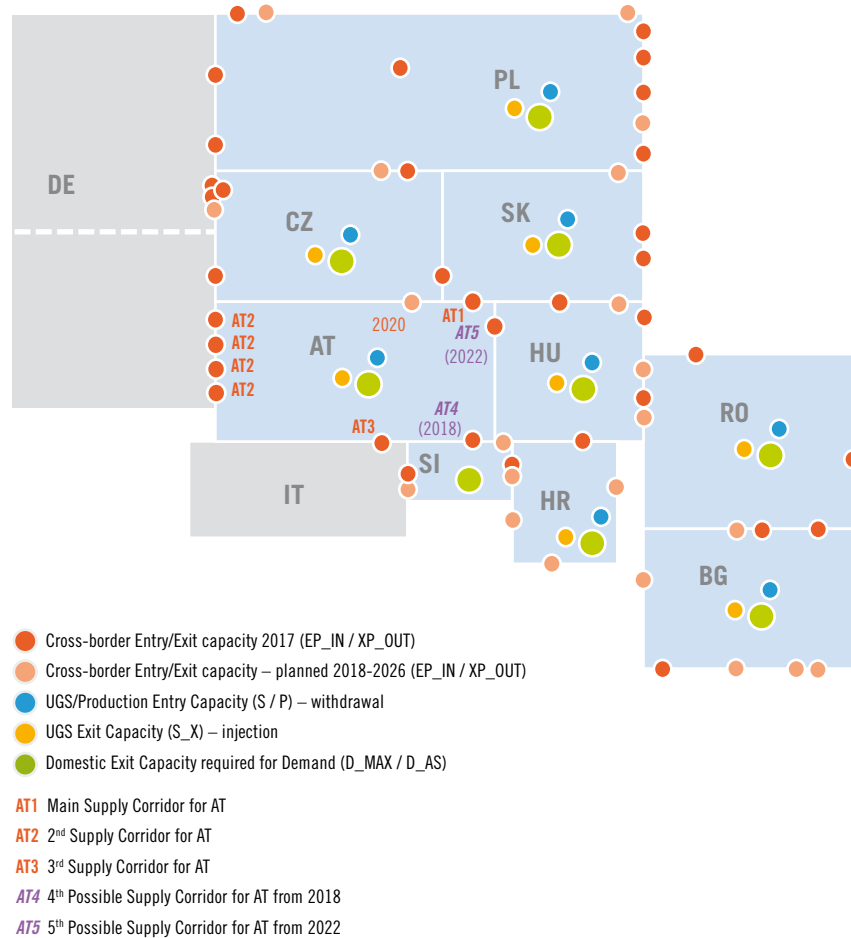 PL
DE
CZ
SK
2020
AT1
AT5
(2022)
AT2
AT2
AT2
AT2
AT
HU
AT4
(2018)
AT3
RO
SI
IT
HR
BG
Cross-border Entry/Exit capacity 2017 (EP_IN / XP_OUT)
Cross-border Entry/Exit capacity – planned 2018-2026 (EP_IN / XP_OUT)
UGS/Production Entry Capacity (S / P) – withdrawal
UGS Exit Capacity (S_X) – injection
Domestic Exit Capacity required for Demand (D_MAX / D_AS)
AT1 Main Supply Corridor for AT
AT2 2nd Supply Corridor for AT
AT3 3rd Supply Corridor for AT
AT4 4th Possible Supply Corridor for AT from 2018
AT5 5th Possible Supply Corridor for AT from 2022